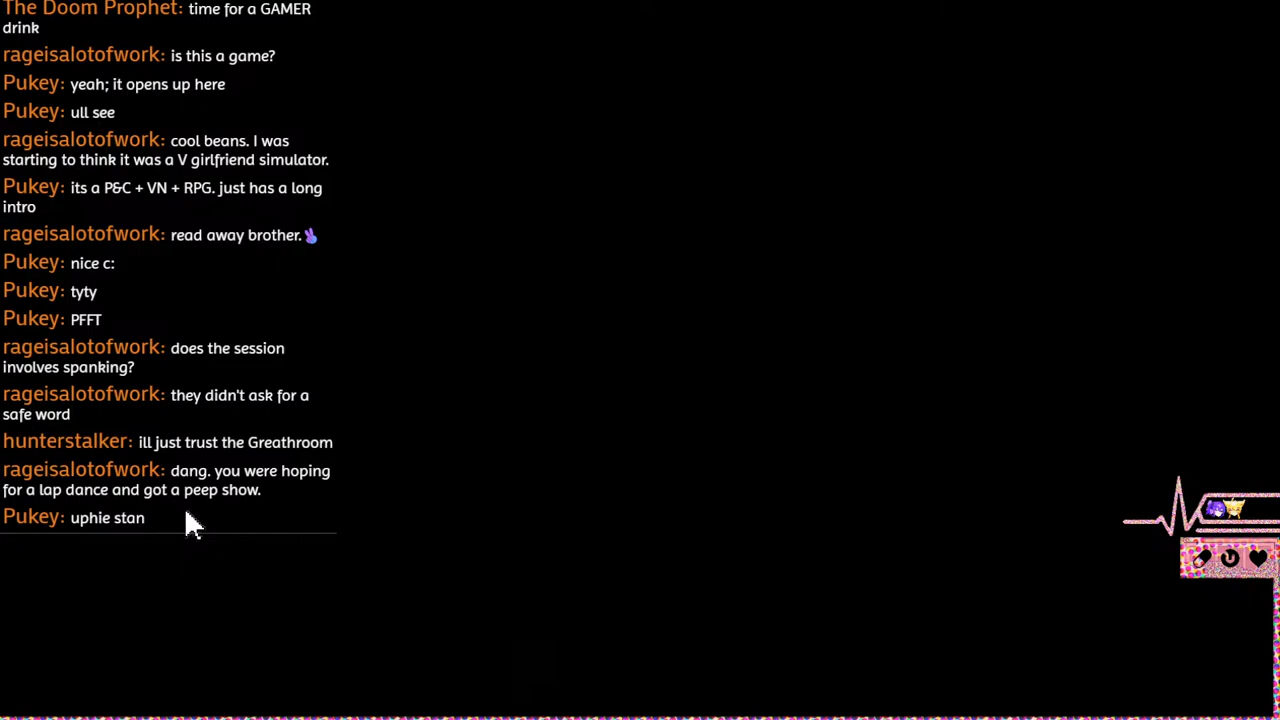 The Doom Prophet: time for a GAMER
drink
rageisalotofwork: is this a game?
Pukey: yeah; it opens up here
Pukey: ull see
rageisalotofwork: cool beans. I was
starting to think it was a V girlfriend simulator.
Pukey: its a P&C + VN + RPG. just has a long
intro
rageisalotofwork: read away brother.
Pukey: nice c:
Pukey: tyty
Pukey: PFFT
rageisalotofwork: does the session
involves spanking?
rageisalotofwork: they didn't ask for a
safe word
hunterstalker: ill just trust the Greathroom
rageisalotofwork: dang. you were hoping
for a lap dance and got a peep show.
Pukey: uphie stan